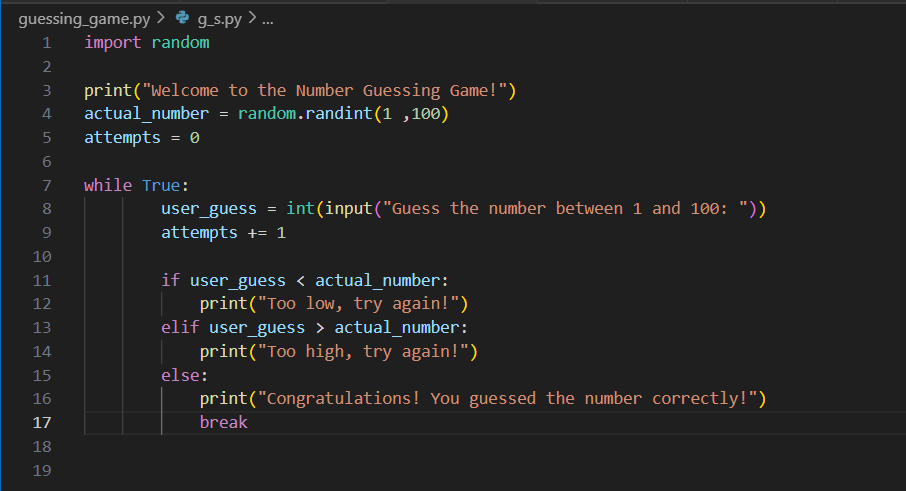 guessing_game.py > g_s.py > ...
1 import random
2
3 print("Welcome to the Number Guessing Game!")
4 actual_number = random.randint(1 ,100)
5 attempts = 0
6
7 while True:
8         user_guess = int(input("Guess the number between 1 and 100: "))
9         attempts += 1
10
11         if user_guess < actual_number:
12             print("Too low, try again!")
13         elif user_guess > actual_number:
14             print("Too high, try again!")
15         else:
16             print("Congratulations! You guessed the number correctly!")
17             break
18
19